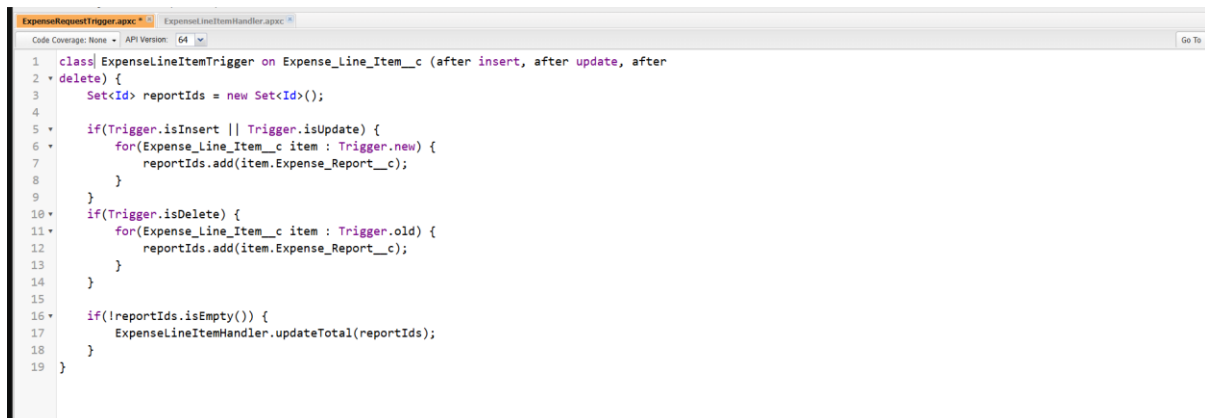 ExpenseRequestTrigger.apxc * ExpenseLineItemHandler.apxc
Code Coverage: None API Version: 64 Go To
1 class ExpenseLineItemTrigger on Expense_Line_Item__c (after insert, after update, after
2 delete) {
3 Set<Id> reportIds = new Set<Id>();
4
5 if(Trigger.isInsert || Trigger.isUpdate) {
6 for(Expense_Line_Item__c item : Trigger.new) {
7 reportIds.add(item.Expense_Report__c);
8 }
9 }
10 if(Trigger.isDelete) {
11 for(Expense_Line_Item__c item : Trigger.old) {
12 reportIds.add(item.Expense_Report__c);
13 }
14 }
15
16 if(!reportIds.isEmpty()) {
17 ExpenseLineItemHandler.updateTotal(reportIds);
18 }
19 }